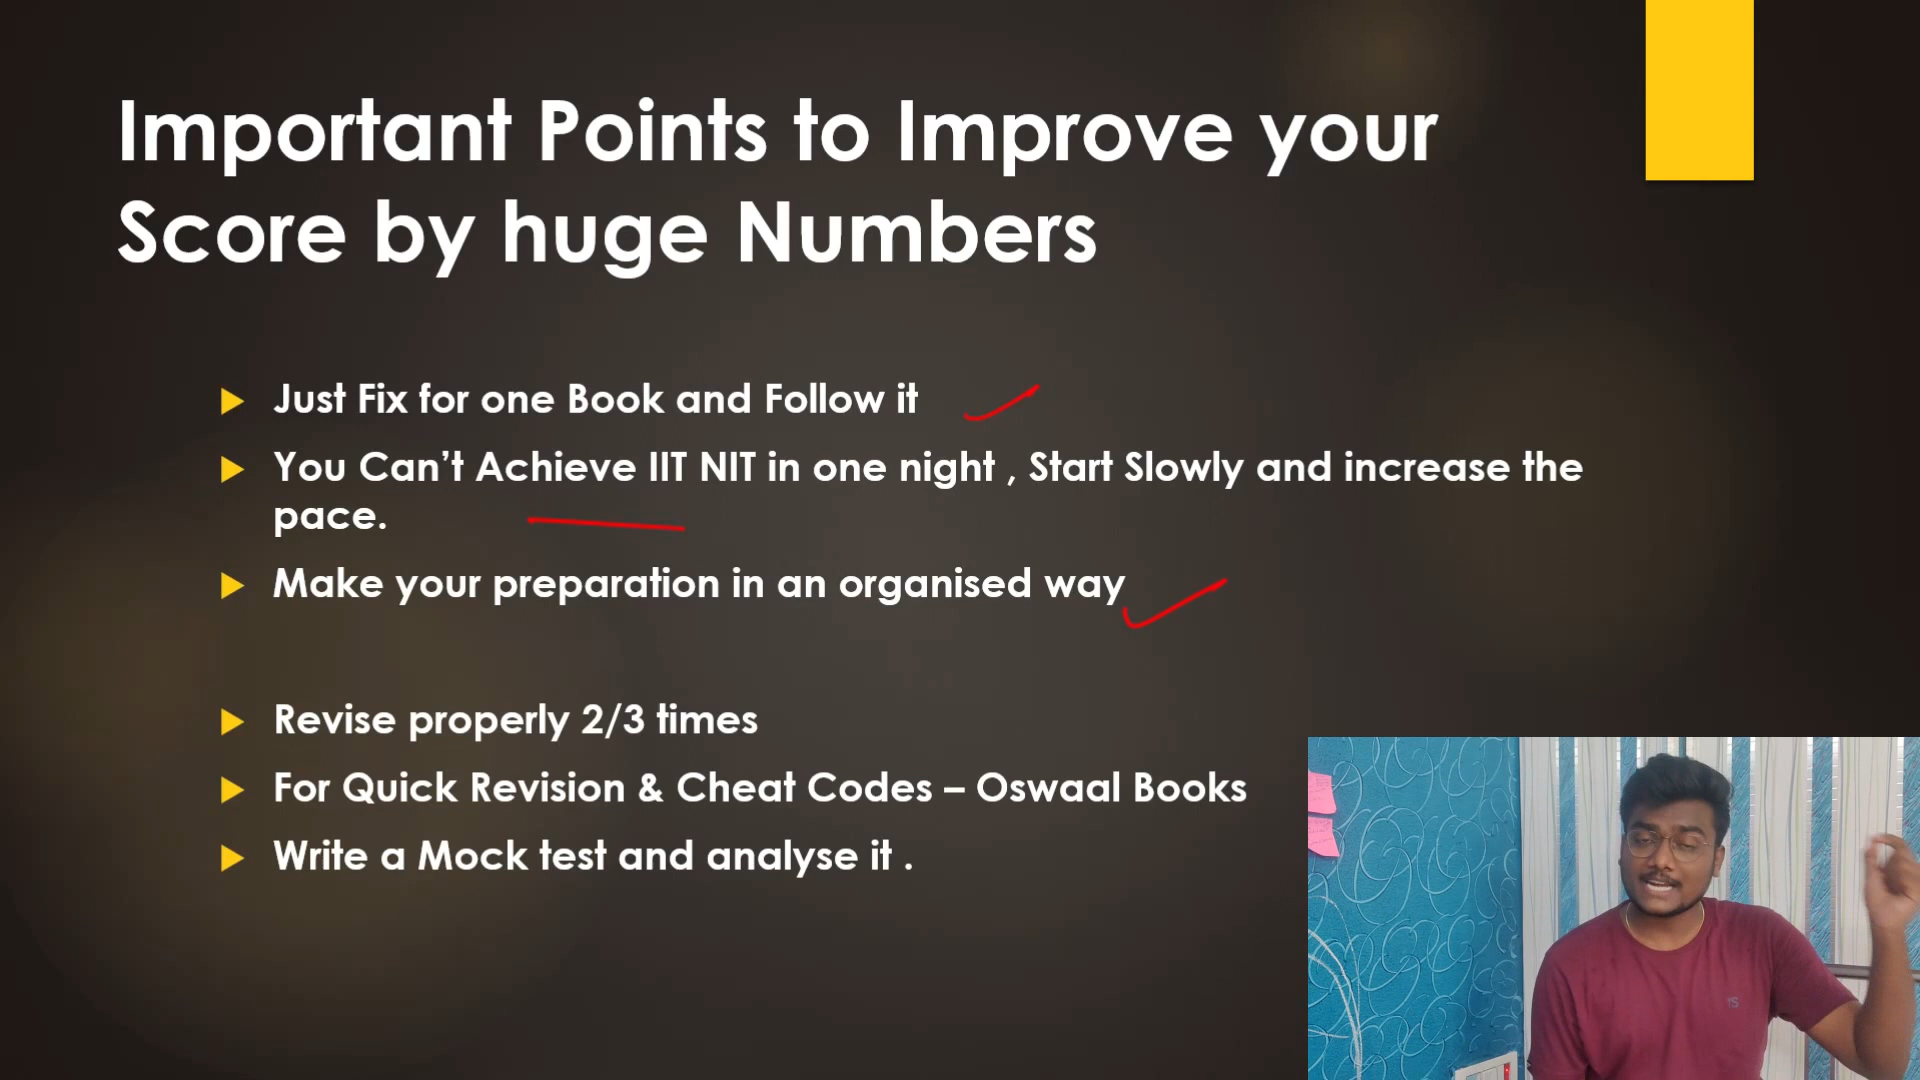 Important Points to Improve your
Score by huge Numbers
Just Fix for one Book and Follow it
You Can't Achieve IIT NIT in one night , Start Slowly and increase the
pace.
Make your preparation in an organised way
Revise properly 2/3 times
For Quick Revision & Cheat Codes – Oswaal Books
Write a Mock test and analyse it .